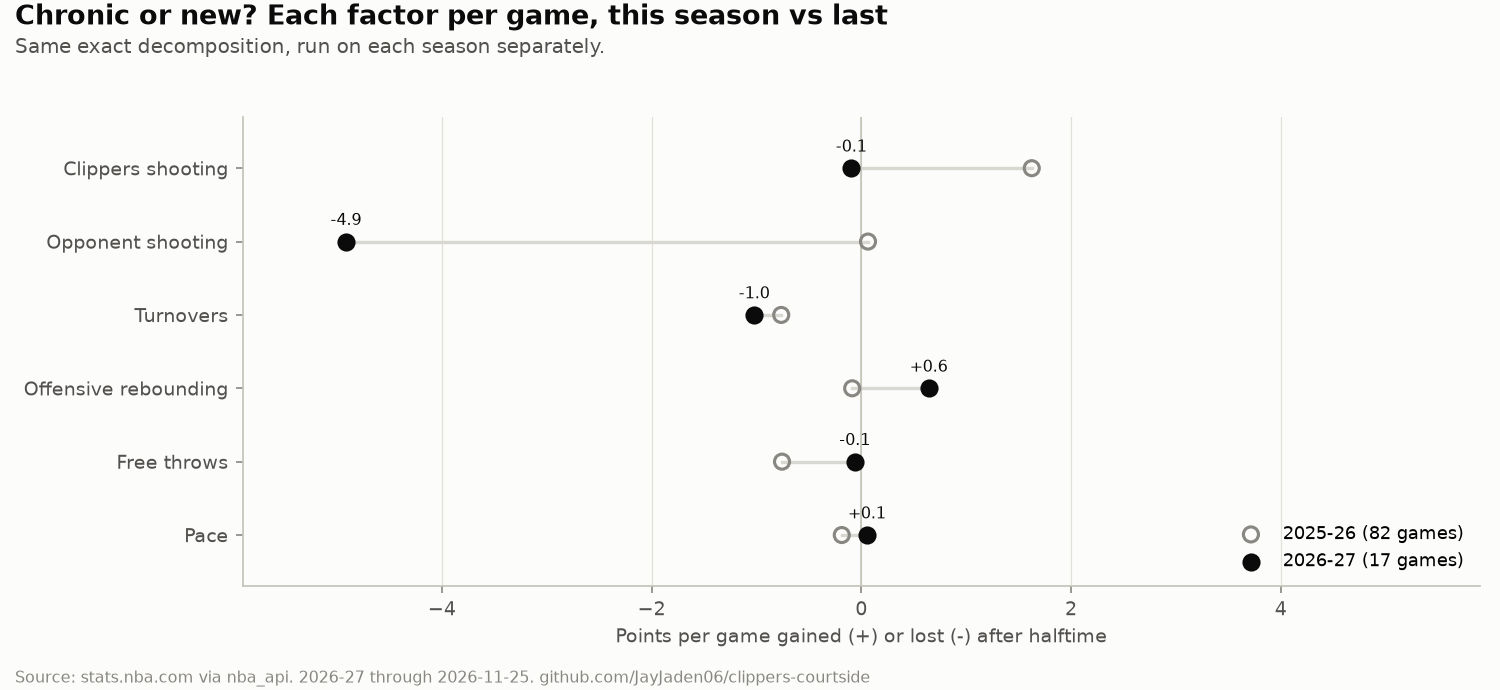 Chronic or new? Each factor per game, this season vs last
Same exact decomposition, run on each season separately.
Clippers shooting
-0.1
Opponent shooting
-4.9
Turnovers
-1.0
Offensive rebounding
+0.6
Free throws
-0.1
Pace
+0.1
2025-26 (82 games)
2026-27 (17 games)
−4 −2 0 2 4
Points per game gained (+) or lost (-) after halftime
Source: stats.nba.com via nba_api. 2026-27 through 2026-11-25. github.com/JayJaden06/clippers-courtside